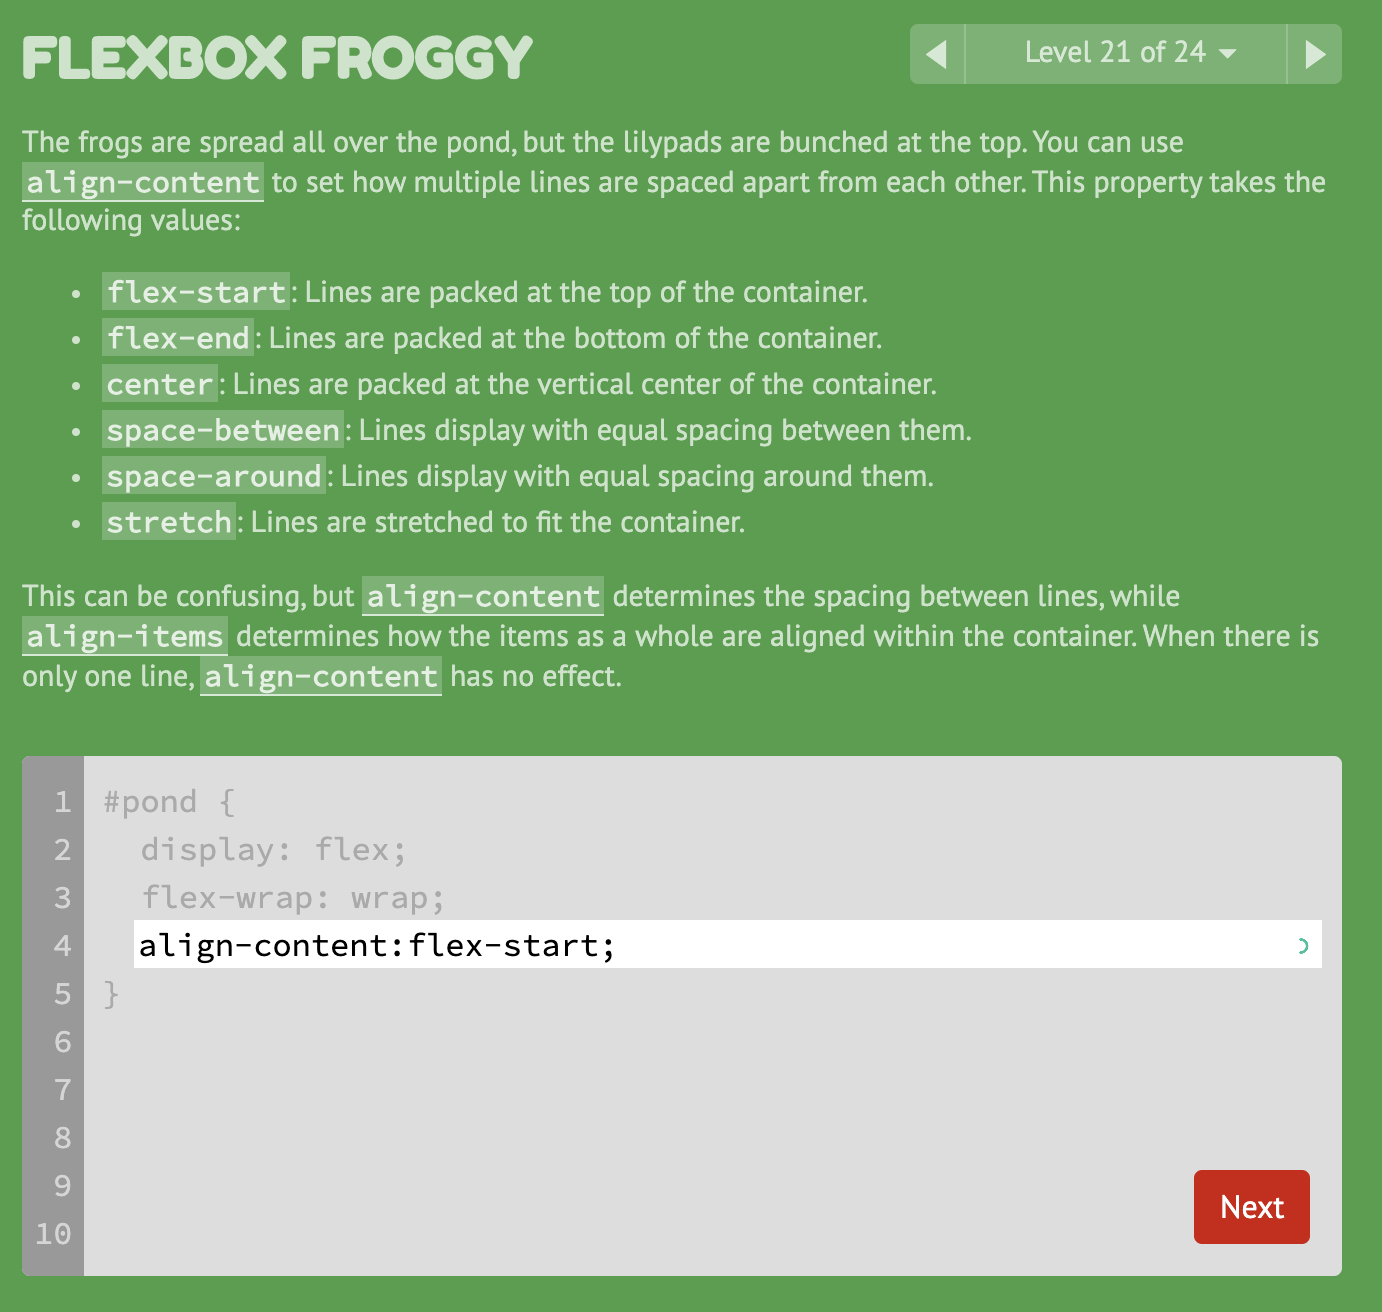 FLEXBOX FROGGY
Level 21 of 24
The frogs are spread all over the pond, but the lilypads are bunched at the top. You can use
align-content to set how multiple lines are spaced apart from each other. This property takes the
following values:
• flex-start: Lines are packed at the top of the container.
• flex-end: Lines are packed at the bottom of the container.
• center: Lines are packed at the vertical center of the container.
• space-between: Lines display with equal spacing between them.
• space-around: Lines display with equal spacing around them.
• stretch: Lines are stretched to fit the container.
This can be confusing, but align-content determines the spacing between lines, while
align-items determines how the items as a whole are aligned within the container. When there is
only one line, align-content has no effect.
1 #pond {
2 display: flex;
3 flex-wrap: wrap;
4 align-content:flex-start;
5 }
6
7
8
9
10
Next